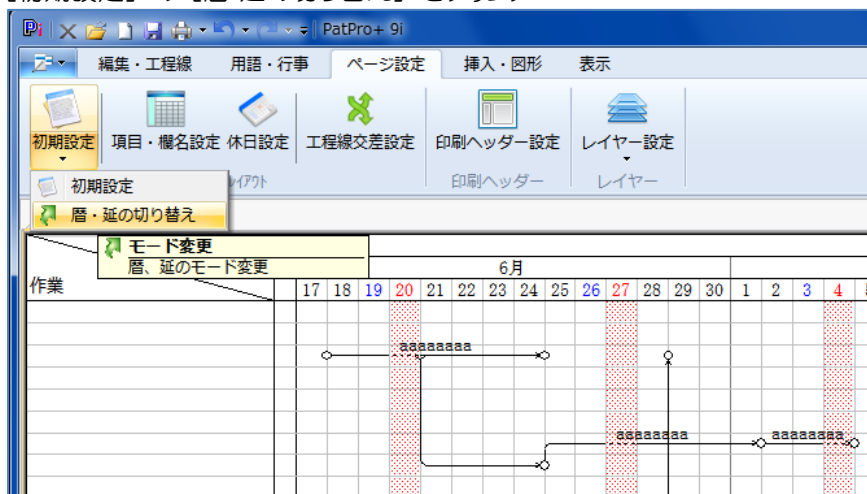 PatPro+ 9i
編集・工程線 用語・行事 ページ設定 挿入・図形 表示
初期設定 項目・欄名設定 休日設定 工程線交差設定 印刷ヘッダー設定 レイヤー設定
印刷ヘッダー レイヤー
初期設定
暦・延の切り替え
モード変更
暦、延のモード変更
6月
作業
17 18 19 20 21 22 23 24 25 26 27 28 29 30 1 2 3 4
aaaaaaaa
aaaaaaaa aaaaaaaa